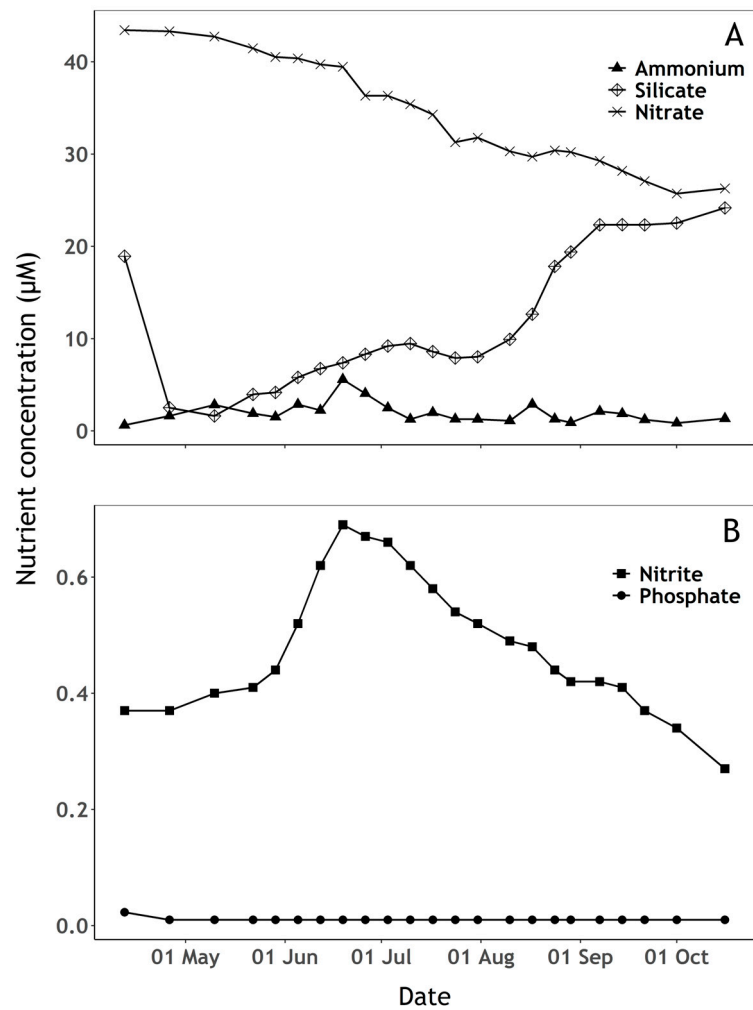 A
Ammonium
Silicate
Nitrate
40
30
20
10
0
Nutrient concentration (µM)
B
Nitrite
Phosphate
0.6
0.4
0.2
0.0
01 May 01 Jun 01 Jul 01 Aug 01 Sep 01 Oct
Date